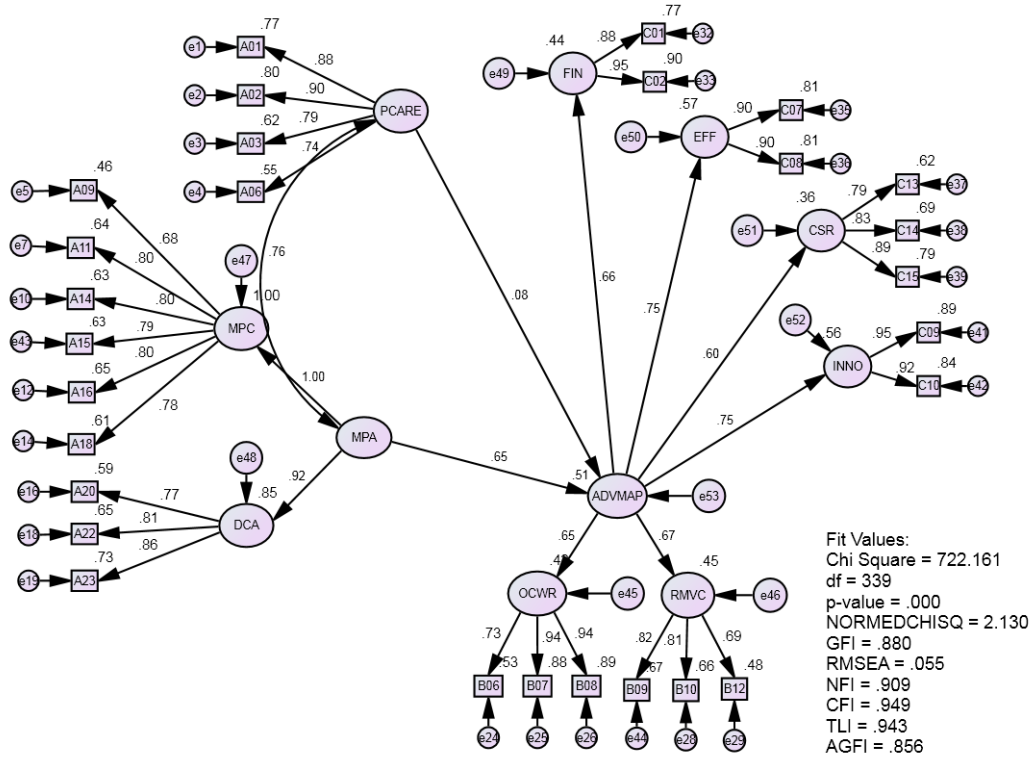 .77
.88
e1 A01
.80
.90
e2 A02
PCARE
.62
.79
e3 A03
.74
.55
e4 A06
.44
.88
.77
C01 e32
FIN
e49
.95
.90
C02 e33
.57
.90
.81
C07 e35
EFF
e50
.90
.81
C08 e36
.36
.79
.62
C13 e37
CSR
e51
.83
.69
C14 e38
.89
.79
C15 e39
.46
e5 A09
.68
.64
e7 A11
.80
.63
e10 A14
.80
.63
e43 A15
.79
.65
e12 A16
.80
.61
e14 A18
.78
e47
1.00
MPC
.76
1.00
.08
.66
.75
.60
.75
e52
.56
INNO
.95
.89
C09 e41
.92
.84
C10 e42
MPA
.65
.92
e48
.85
DCA
.59
.77
e16 A20
.65
.81
e18 A22
.73
.86
e19 A23
.51
ADVMAP
e53
.65
.67
OCWR
e45
.45
RMVC
e46
.73
.94
.94
.53
.88
.89
B06 B07 B08
e24 e25 e26
.82
.81
.69
.67
.66
.48
B09 B10 B12
e44 e28 e29
Fit Values:
Chi Square = 722.161
df = 339
p-value = .000
NORMEDCHISQ = 2.130
GFI = .880
RMSEA = .055
NFI = .909
CFI = .949
TLI = .943
AGFI = .856